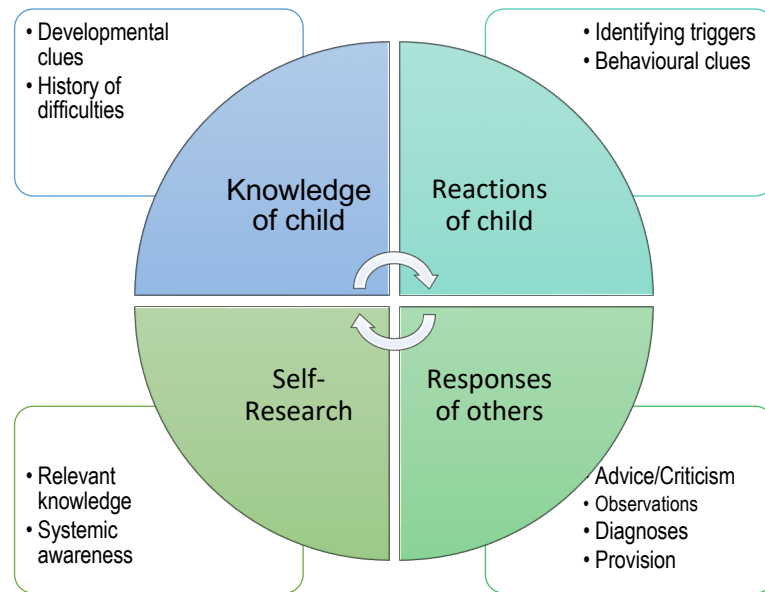 • Developmental
clues
• History of
difficulties
• Identifying triggers
• Behavioural clues
Knowledge
of child
Reactions
of child
Self-
Research
Responses
of others
• Relevant
knowledge
• Systemic
awareness
• Advice/Criticism
• Observations
• Diagnoses
• Provision